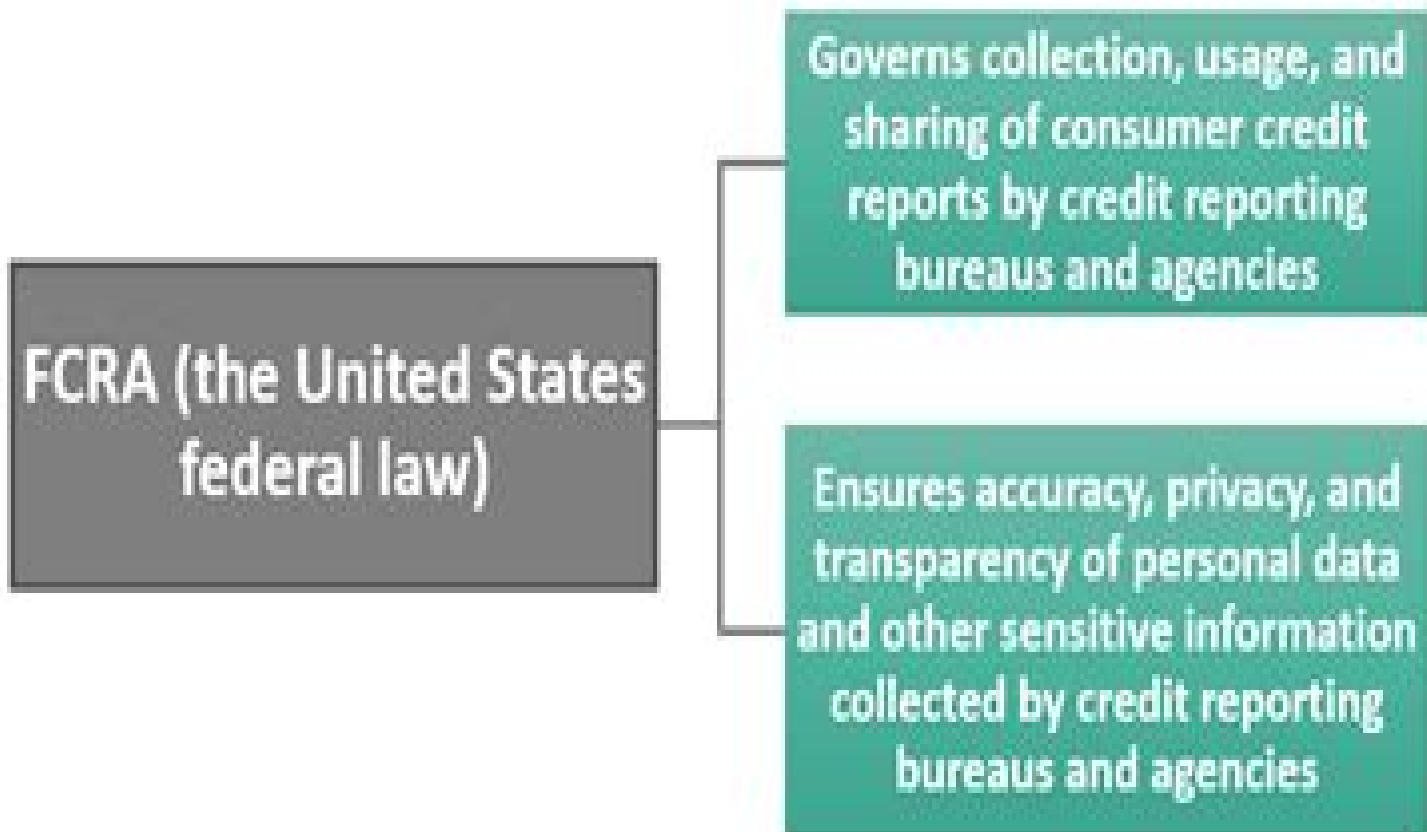 Governs collection, usage, and
sharing of consumer credit
reports by credit reporting
bureaus and agencies
FCRA (the United States
federal law)
Ensures accuracy, privacy, and
transparency of personal data
and other sensitive information
collected by credit reporting
bureaus and agencies